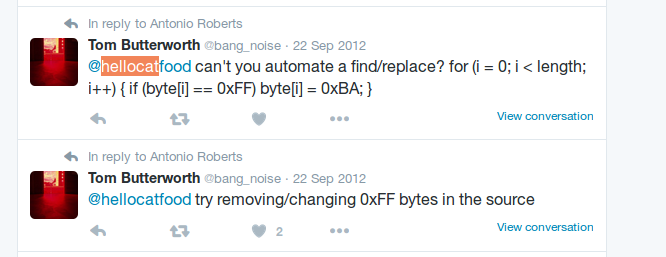 In reply to Antonio Roberts
Tom Butterworth @bang_noise · 22 Sep 2012
@hellocatfood can't you automate a find/replace? for (i = 0; i < length;
i++) { if (byte[i] == 0xFF) byte[i] = 0xBA; }
View conversation
In reply to Antonio Roberts
Tom Butterworth @bang_noise · 22 Sep 2012
@hellocatfood try removing/changing 0xFF bytes in the source
2
View conversation